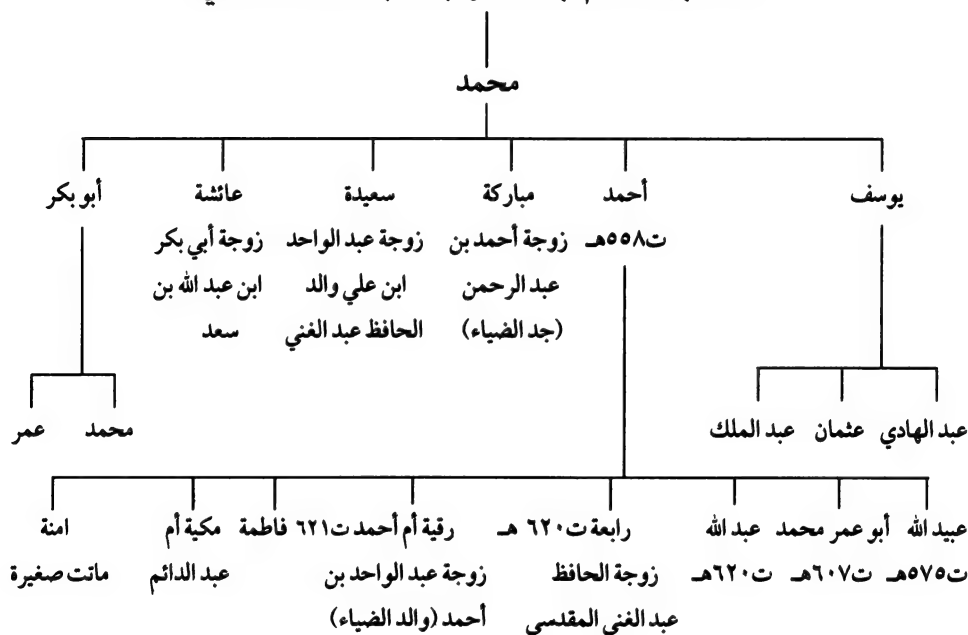 محمد
يوسف أحمد مباركة سعيدة عائشة أبو بكر
ت٥٥٨هـ زوجة أحمد بن زوجة عبد الواحد زوجة أبي بكر
عبد الرحمن ابن علي والد ابن عبد الله بن
(جد الضياء) الحافظ عبد الغني سعد
عبد الهادي عثمان عبد الملك محمد عمر
عبيد الله أبو عمر محمد عبد الله رابعة ت٦٢٠ هـ رقية أم أحمد ت٦٢١ فاطمة مكية أم امنة
ت٥٧٥هـ ت٦٠٧هـ ت٦٢٠هـ زوجة الحافظ زوجة عبد الواحد بن عبد الدائم ماتت صغيرة
عبد الغني المقدسي أحمد (والد الضياء)